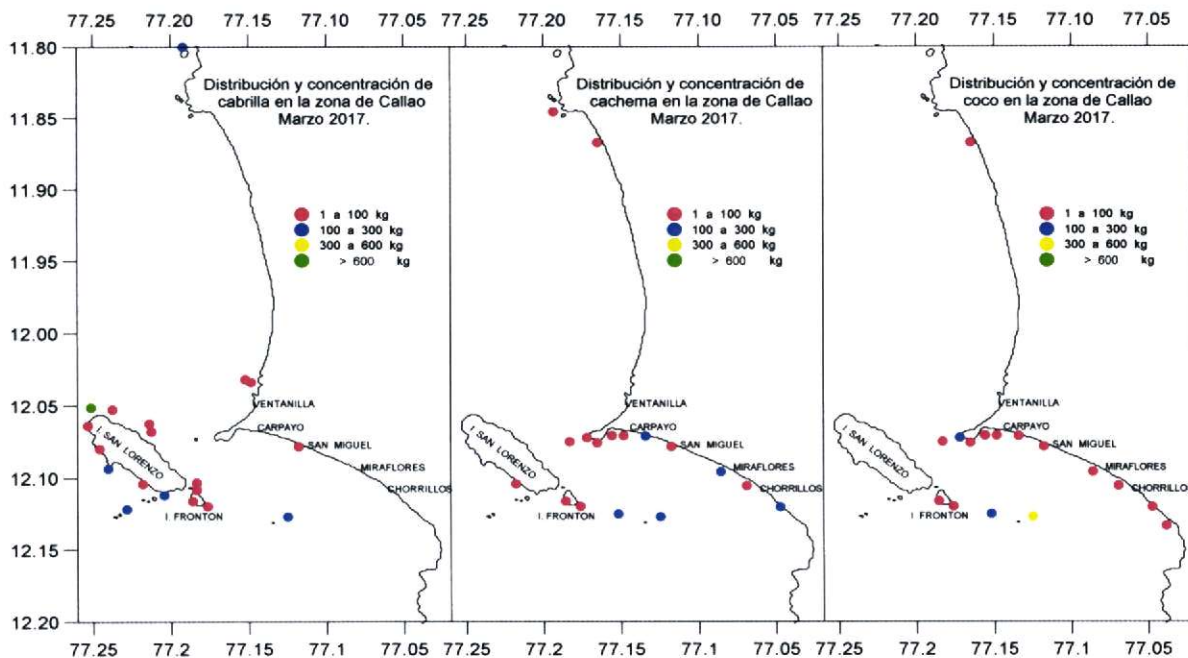 77.25 77.20 77.15 77.10 77.05 77.20 77.15 77.10 77.05 77.20 77.15 77.10 77.05
11.80
11.85
11.90
11.95
12.00
12.05
12.10
12.15
12.20
Distribución y concentración de
cabrilla en la zona de Callao
Marzo 2017.
1 a 100 kg
100 a 300 kg
300 a 600 kg
> 600 kg
VENTANILLA
CARPAYO
SAN MIGUEL
MIRAFLORES
CHORRILLOS
I. SAN LORENZO
I. FRONTON
Distribución y concentración de
cachema en la zona de Callao
Marzo 2017.
1 a 100 kg
100 a 300 kg
300 a 600 kg
> 600 kg
VENTANILLA
CARPAYO
SAN MIGUEL
MIRAFLORES
CHORRILLOS
I. SAN LORENZO
I. FRONTON
Distribución y concentración de
coco en la zona de Callao
Marzo 2017.
1 a 100 kg
100 a 300 kg
300 a 600 kg
> 600 kg
VENTANILLA
CARPAYO
SAN MIGUEL
MIRAFLORES
CHORRILLOS
I. SAN LORENZO
I. FRONTON
77.25 77.2 77.15 77.1 77.05 77.2 77.15 77.1 77.05 77.25 77.2 77.15 77.1 77.05